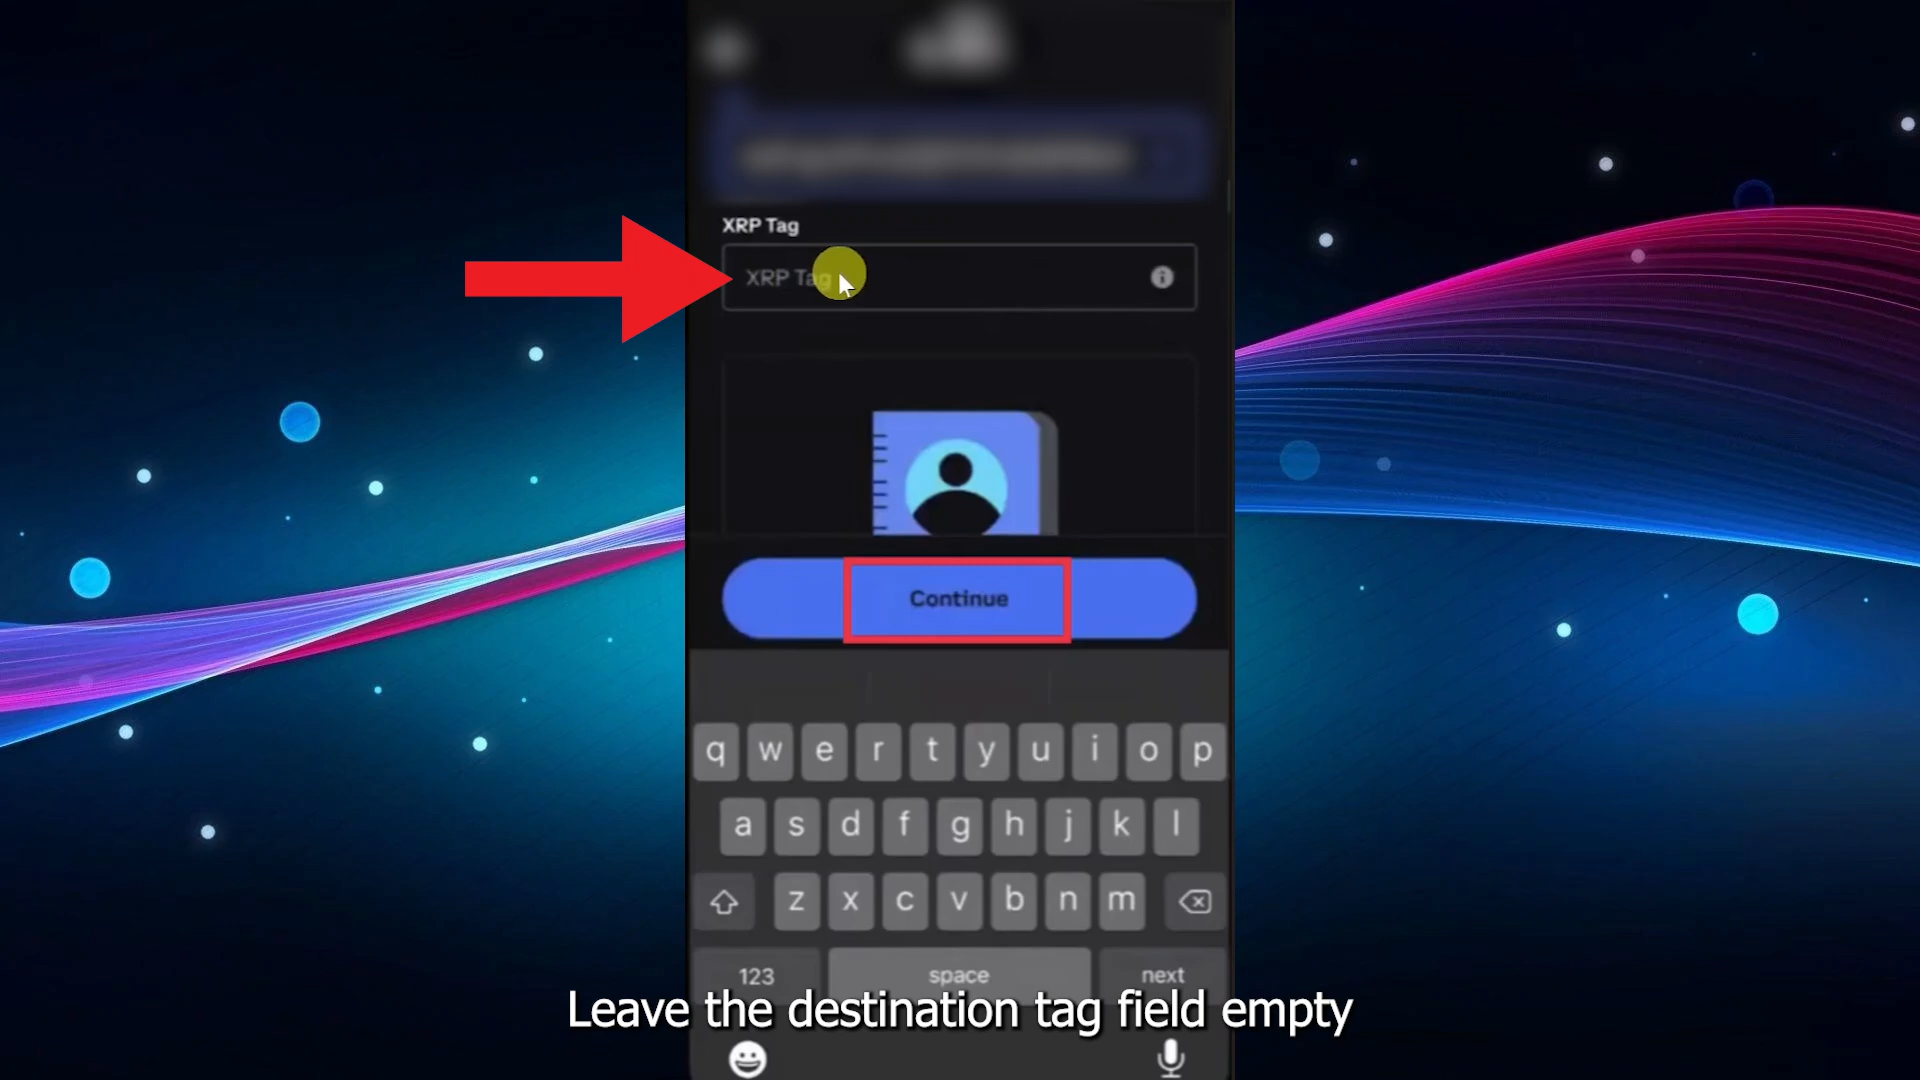 XRP Tag
XRP Tag
Continue
q w e r t y u i o p
a s d f g h j k l
z x c v b n m
123 space next
Leave the destination tag field empty